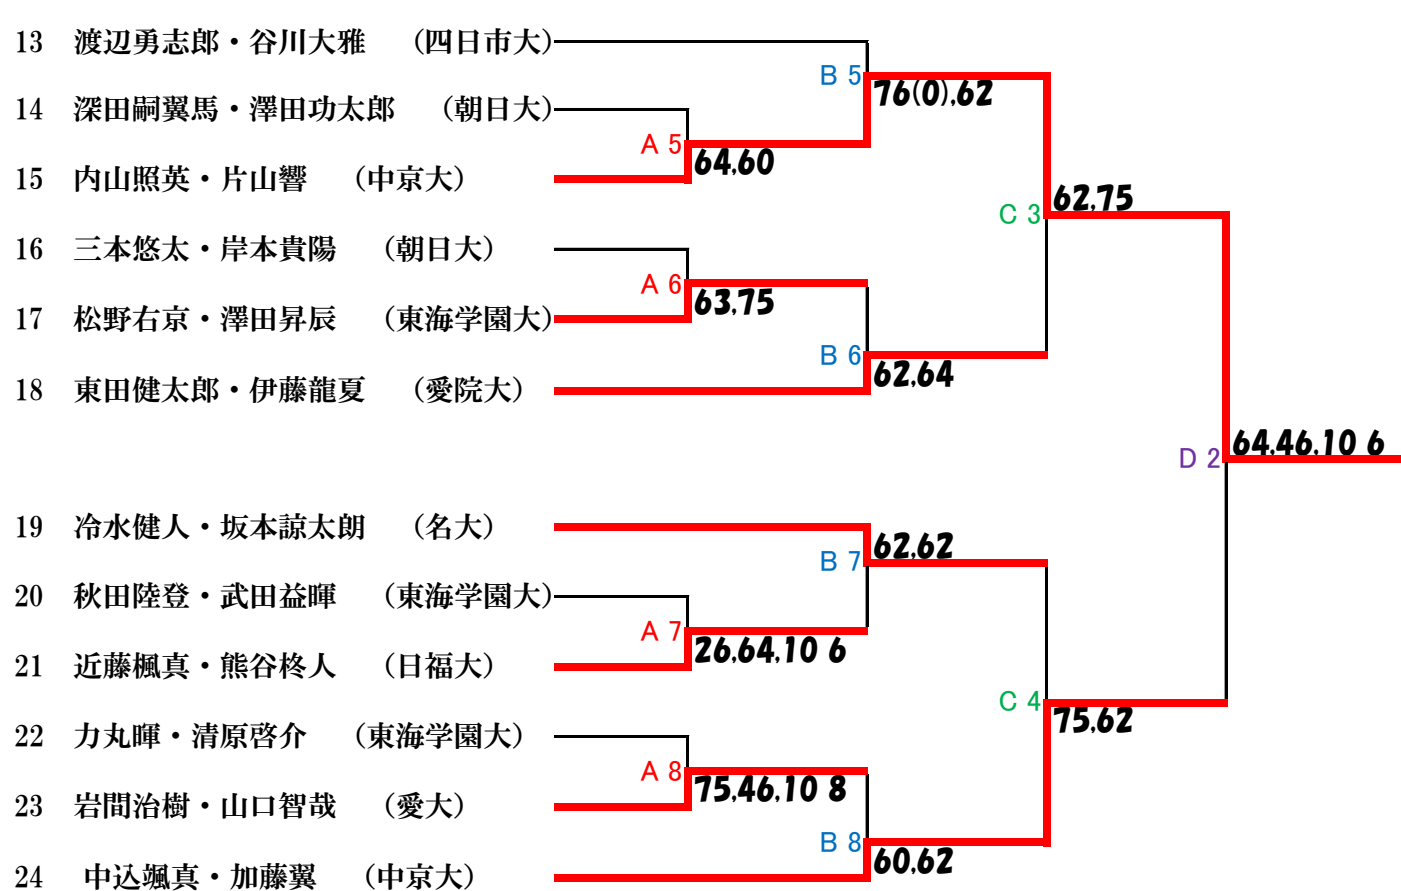 13 渡辺勇志郎・谷川大雅 （四日市大）
B 5
76(0),62
14 深田嗣翼馬・澤田功太郎 （朝日大）
A 5
64,60
15 内山照英・片山響 （中京大）
62,75
C 3
16 三本悠太・岸本貴陽 （朝日大）
A 6
63,75
17 松野右京・澤田昇辰 （東海学園大）
B 6
62,64
18 東田健太郎・伊藤龍夏 （愛院大）
64,46,10 6
D 2
19 冷水健人・坂本諒太朗 （名大）
62,62
B 7
20 秋田陸登・武田益暉 （東海学園大）
A 7
26,64,10 6
21 近藤楓真・熊谷柊人 （日福大）
C 4
75,62
22 力丸暉・清原啓介 （東海学園大）
A 8
75,46,10 8
23 岩間治樹・山口智哉 （愛大）
B 8
60,62
24 中込颯真・加藤翼 （中京大）